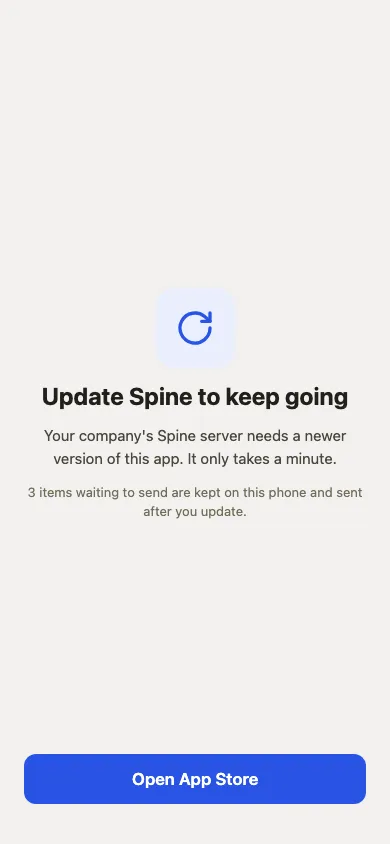 Update Spine to keep going
Your company's Spine server needs a newer
version of this app. It only takes a minute.
3 items waiting to send are kept on this phone and sent
after you update.
Open App Store